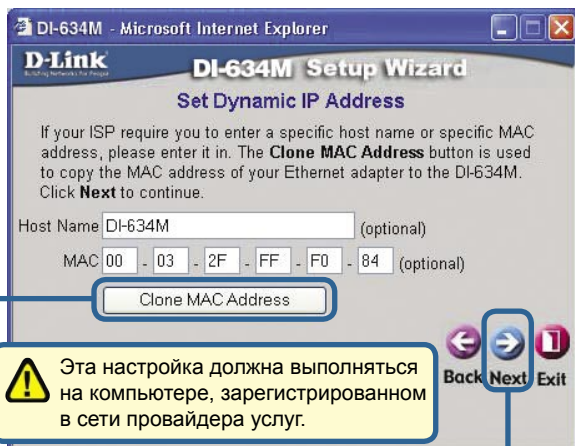 DI-634M - Microsoft Internet Explorer
D-Link
Building Networks for People
DI-634M Setup Wizard
Set Dynamic IP Address
If your ISP require you to enter a specific host name or specific MAC
address, please enter it in. The Clone MAC Address button is used
to copy the MAC address of your Ethernet adapter to the DI-634M.
Click Next to continue.
Host Name DI-634M (optional)
MAC 00 - 03 - 2F - FF - F0 - 84 (optional)
Clone MAC Address
Эта настройка должна выполняться
на компьютере, зарегистрированном
в сети провайдера услуг.
Back Next Exit